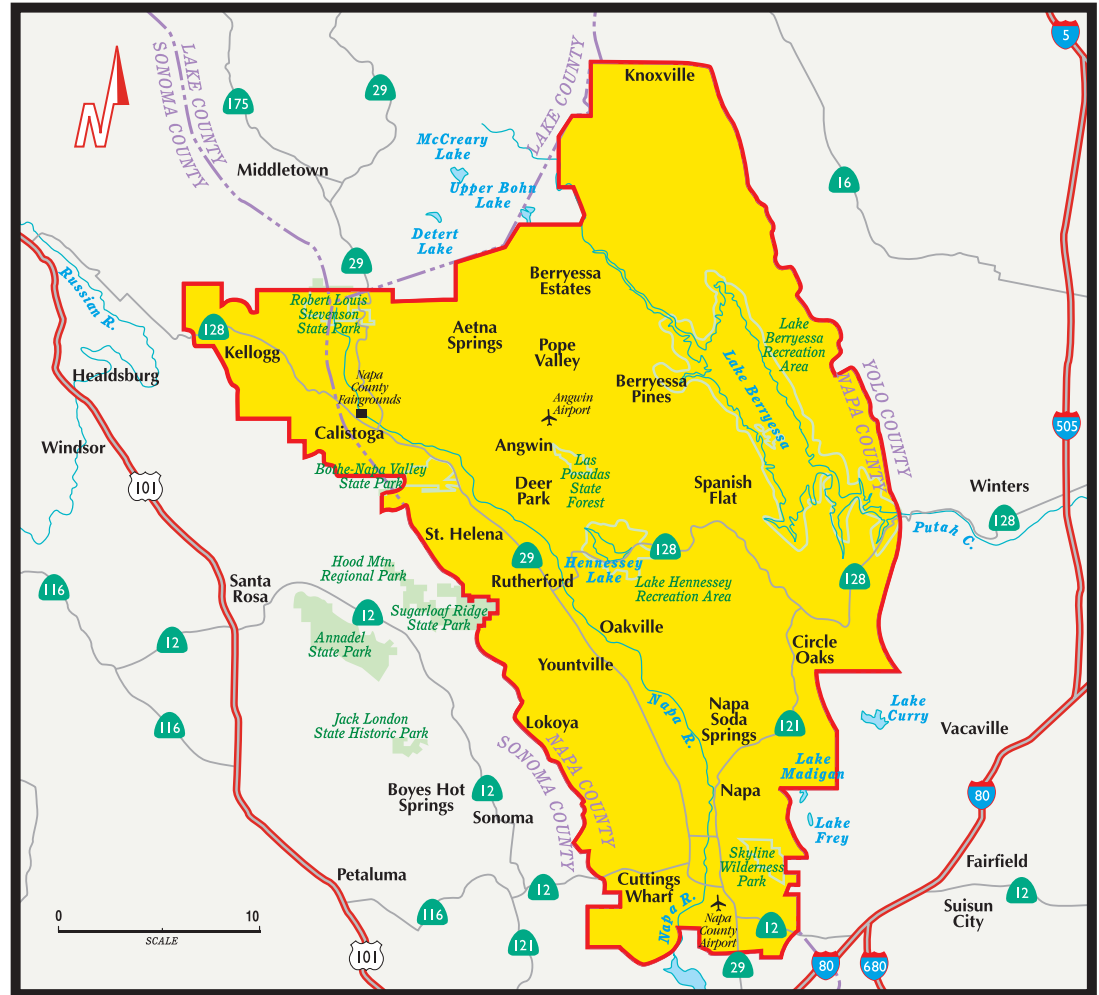 5
Knoxville
LAKE COUNTY
SONOMA COUNTY
LAKE COUNTY
N
175
29
McCreary
Lake
Middletown
16
Upper Bohn
Lake
Detert
Lake
29
Russian R.
Berryessa
Estates
Robert Louis
Stevenson
State Park
128
Aetna
Springs
Lake
Berryessa
Recreation
Area
Kellogg
Pope
Valley
Lake Berryessa
YOLO COUNTY
NAPA COUNTY
Healdsburg
Napa
County
Fairgrounds
Berryessa
Pines
Angwin
Airport
505
Calistoga
Windsor
Angwin
Bothe-Napa Valley
State Park
Las
Posadas
State
Forest
101
Deer
Park
Spanish
Flat
Winters
128
Putah C.
St. Helena
29
128
Hennessey
Lake
Hood Mtn.
Regional Park
Rutherford
Lake Hennessey
Recreation Area
128
116
Santa
Rosa
12
Sugarloaf Ridge
State Park
12
Annadel
State Park
Oakville
Circle
Oaks
Yountville
Napa R.
Napa
Soda
Springs
Lake
Curry
116
Jack London
State Historic Park
Lokoya
121
Vacaville
SONOMA COUNTY
NAPA COUNTY
Lake
Madigan
Boyes Hot
Springs
12
Napa
80
Sonoma
Lake
Frey
Skyline
Wilderness
Park
Petaluma
Fairfield
12
Cuttings
Wharf
12
Napa R.
116
Suisun
City
0
10
SCALE
Napa
County
Airport
12
121
101
29
80
680